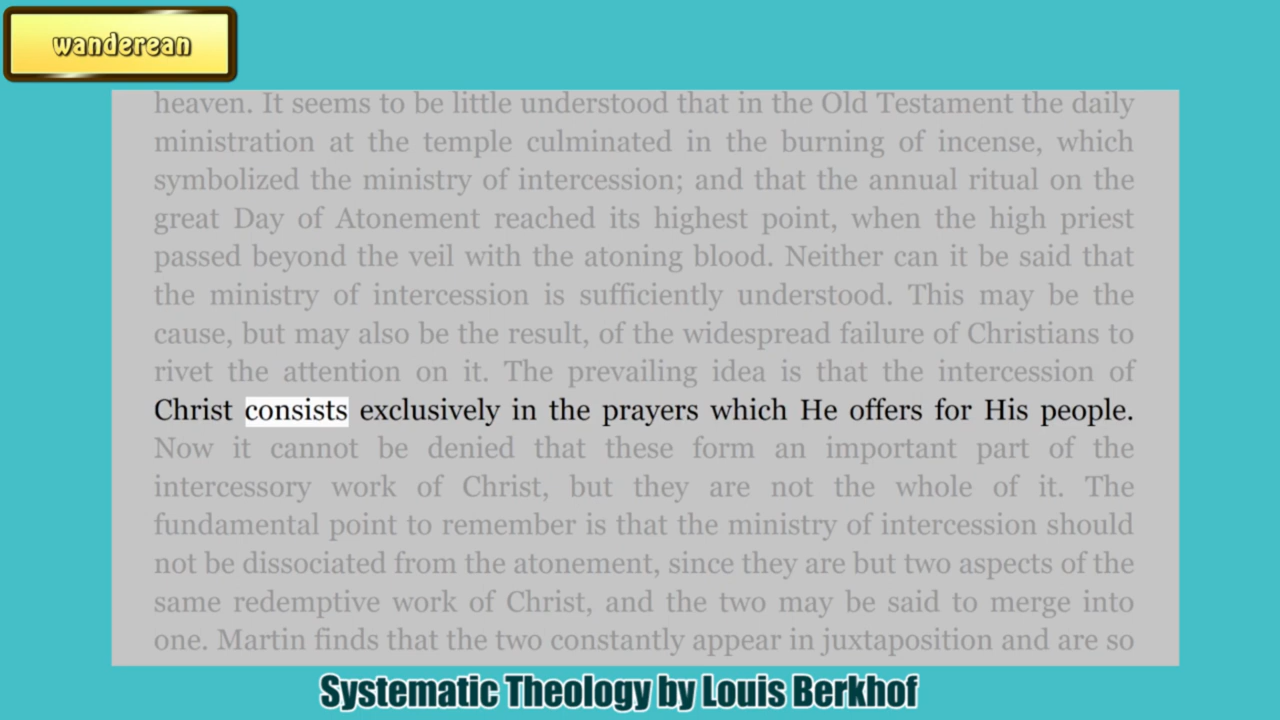 wanderean
heaven. It seems to be little understood that in the Old Testament the daily
ministration at the temple culminated in the burning of incense, which
symbolized the ministry of intercession; and that the annual ritual on the
great Day of Atonement reached its highest point, when the high priest
passed beyond the veil with the atoning blood. Neither can it be said that
the ministry of intercession is sufficiently understood. This may be the
cause, but may also be the result, of the widespread failure of Christians to
rivet the attention on it. The prevailing idea is that the intercession of
Christ consists exclusively in the prayers which He offers for His people.
Now it cannot be denied that these form an important part of the
intercessory work of Christ, but they are not the whole of it. The
fundamental point to remember is that the ministry of intercession should
not be dissociated from the atonement, since they are but two aspects of the
same redemptive work of Christ, and the two may be said to merge into
one. Martin finds that the two constantly appear in juxtaposition and are so
Systematic Theology by Louis Berkhof